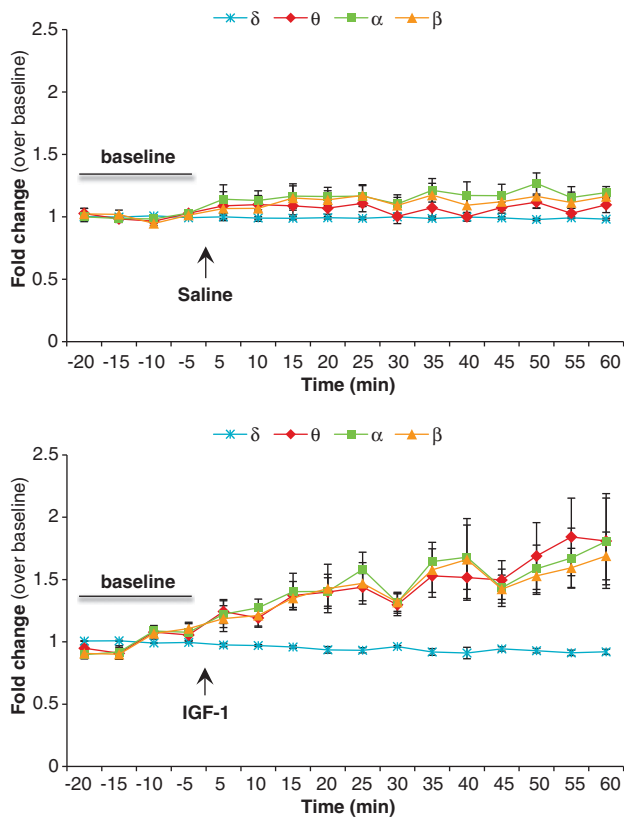 δ θ α β
Fold change (over baseline)
2.5
2
1.5
1
0.5
0
baseline
Saline
-20 -15 -10 -5 5 10 15 20 25 30 35 40 45 50 55 60
Time (min)
δ θ α β
Fold change (over baseline)
2.5
2
1.5
1
0.5
0
baseline
IGF-1
-20 -15 -10 -5 5 10 15 20 25 30 35 40 45 50 55 60
Time (min)